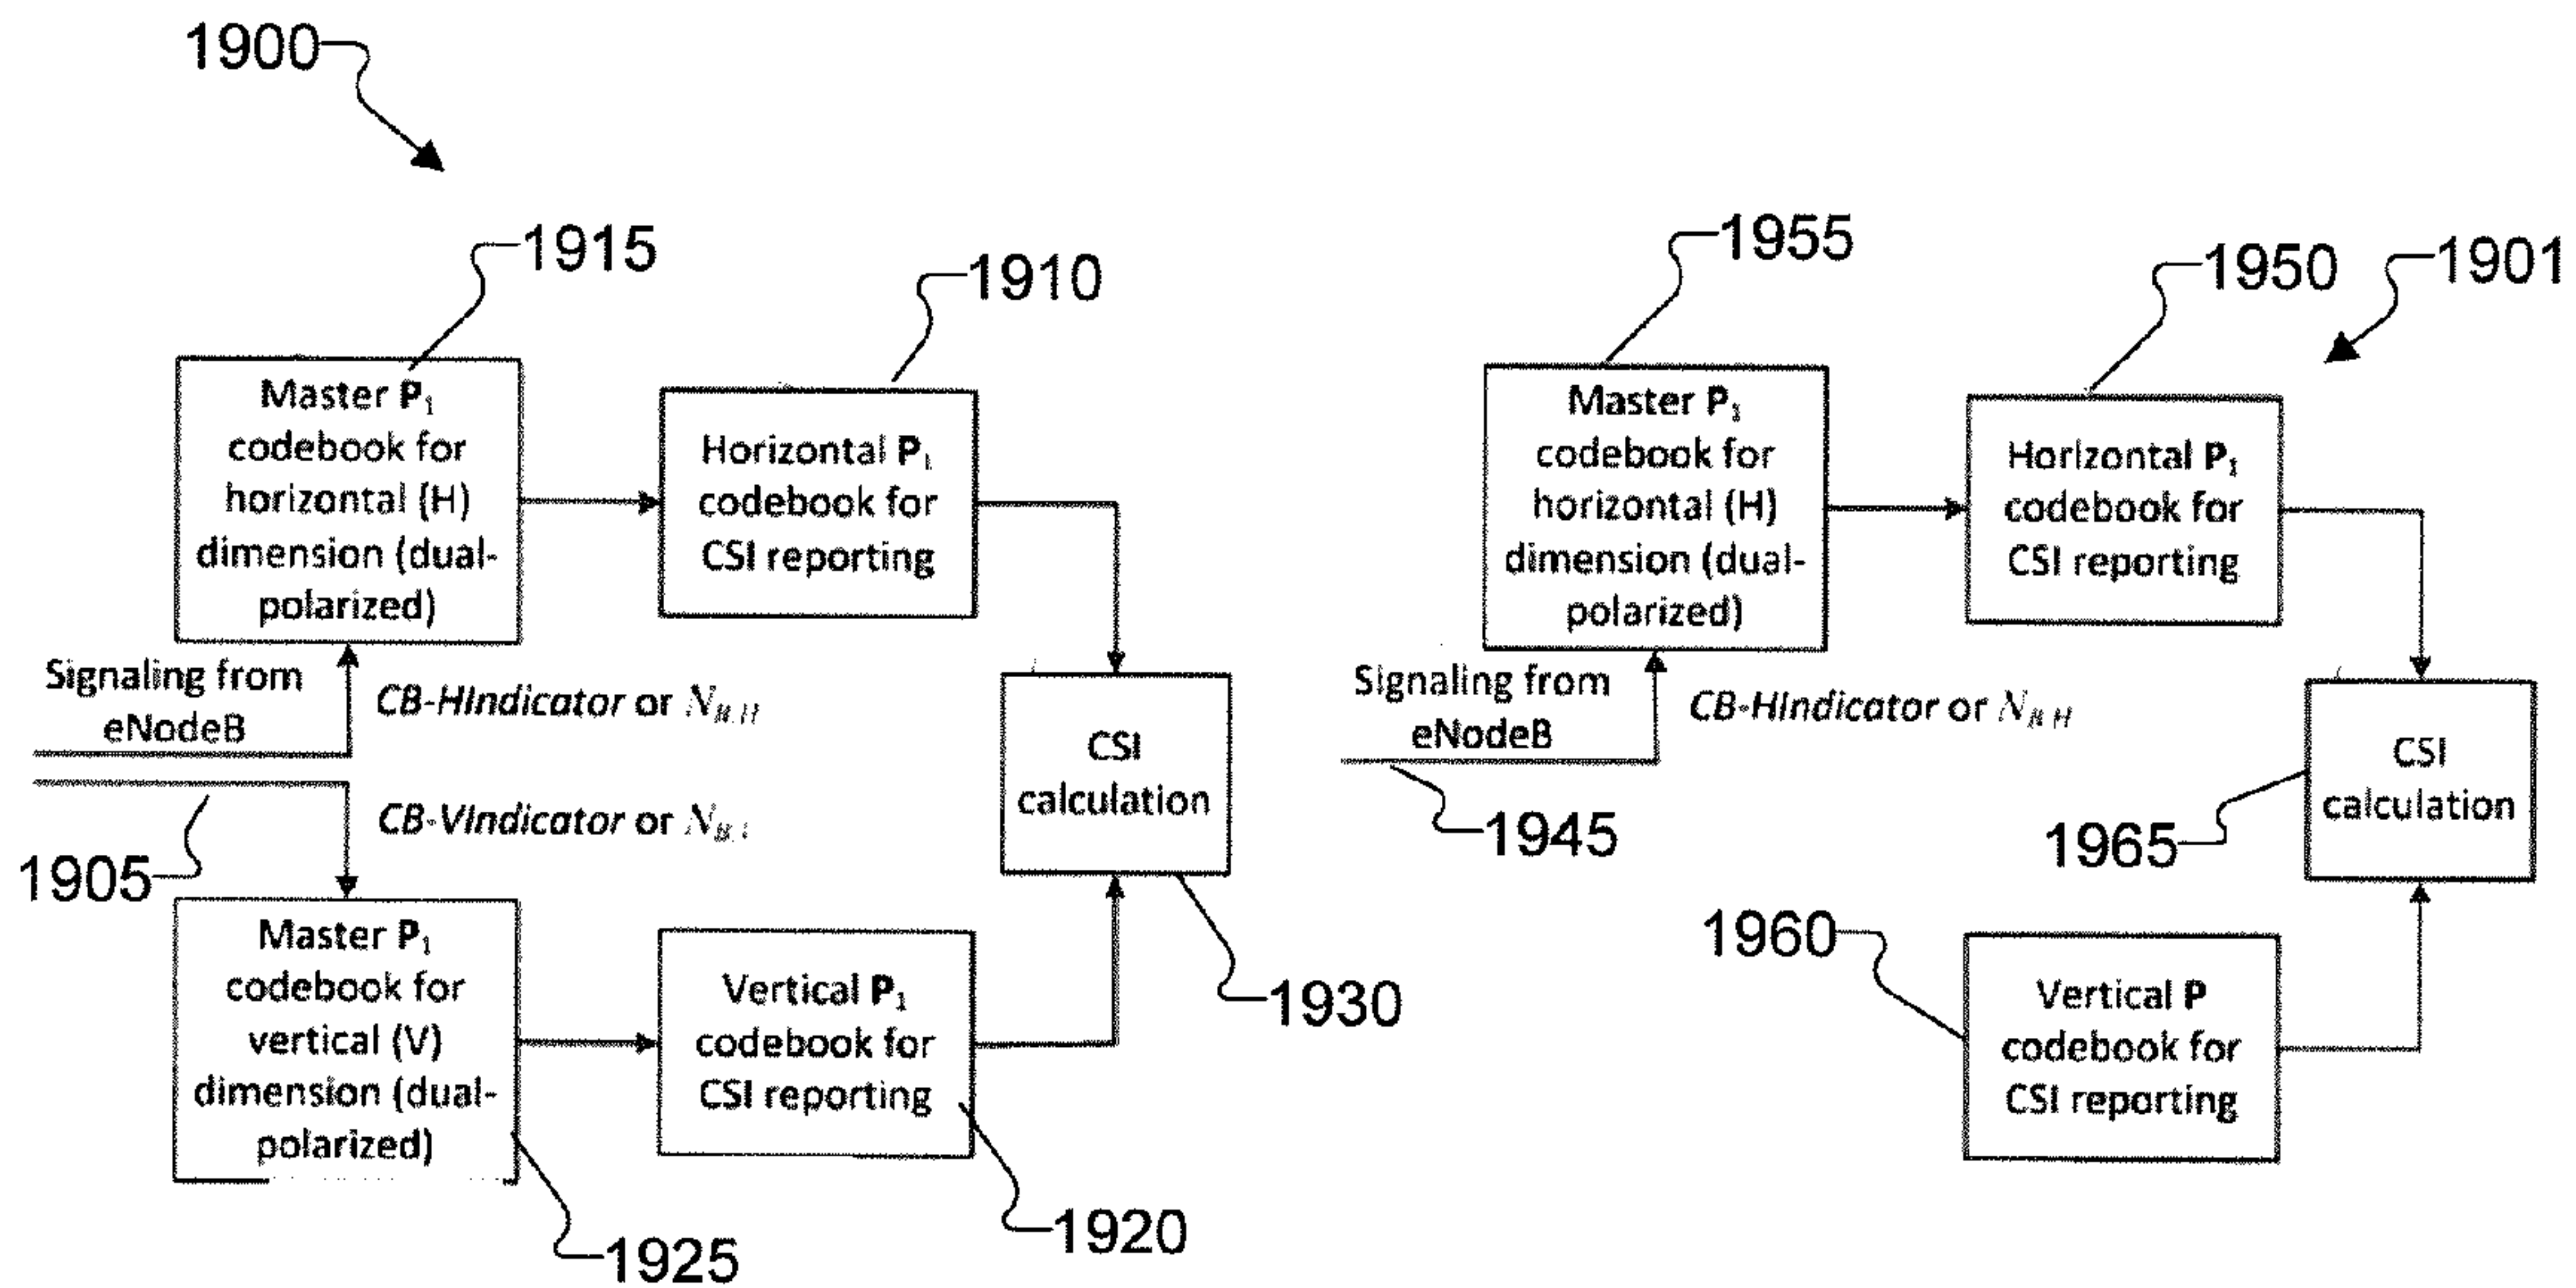 1900
1915
1910
Master P₁
codebook for
horizontal (H)
dimension (dual-
polarized)
Horizontal P₁
codebook for
CSI reporting
Signaling from
eNodeB
CB-HIndicator or
CSI
calculation
CB-VIndicator or
1905
Master P₁
codebook for
vertical (V)
dimension (dual-
polarized)
Vertical P₁
codebook for
CSI reporting
1930
1920
1925
1955
1950
1901
Master P₁
codebook for
horizontal (H)
dimension (dual-
polarized)
Horizontal P₁
codebook for
CSI reporting
Signaling from
eNodeB
CB-HIndicator or
1945
CSI
calculation
1965
1960
Vertical P
codebook for
CSI reporting